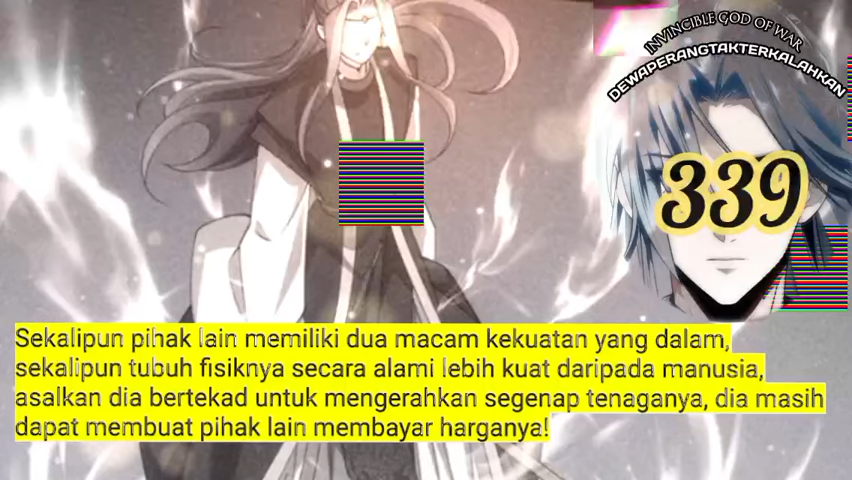 INVINCIBLE GOD OF WAR
DEWAPERANGTAKTERKALAHKAN
339
Sekalipun pihak lain memiliki dua macam kekuatan yang dalam,
sekalipun tubuh fisiknya secara alami lebih kuat daripada manusia,
asalkan dia bertekad untuk mengerahkan segenap tenaganya, dia masih
dapat membuat pihak lain membayar harganya!